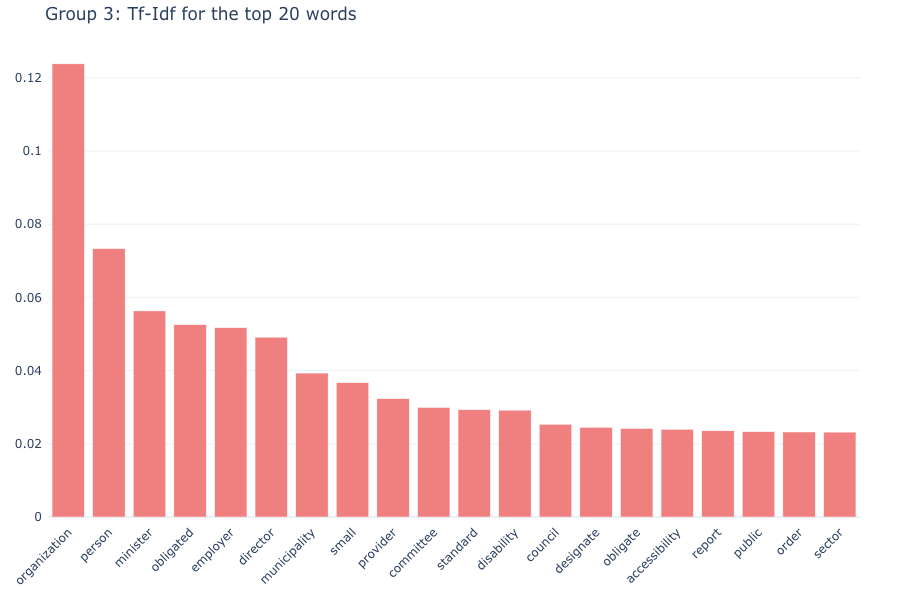 Group 3: Tf-Idf for the top 20 words
0.12
0.1
0.08
0.06
0.04
0.02
0
organization
person
minister
obligated
employer
director
municipality
small
provider
committee
standard
disability
council
designate
obligate
accessibility
report
public
order
sector